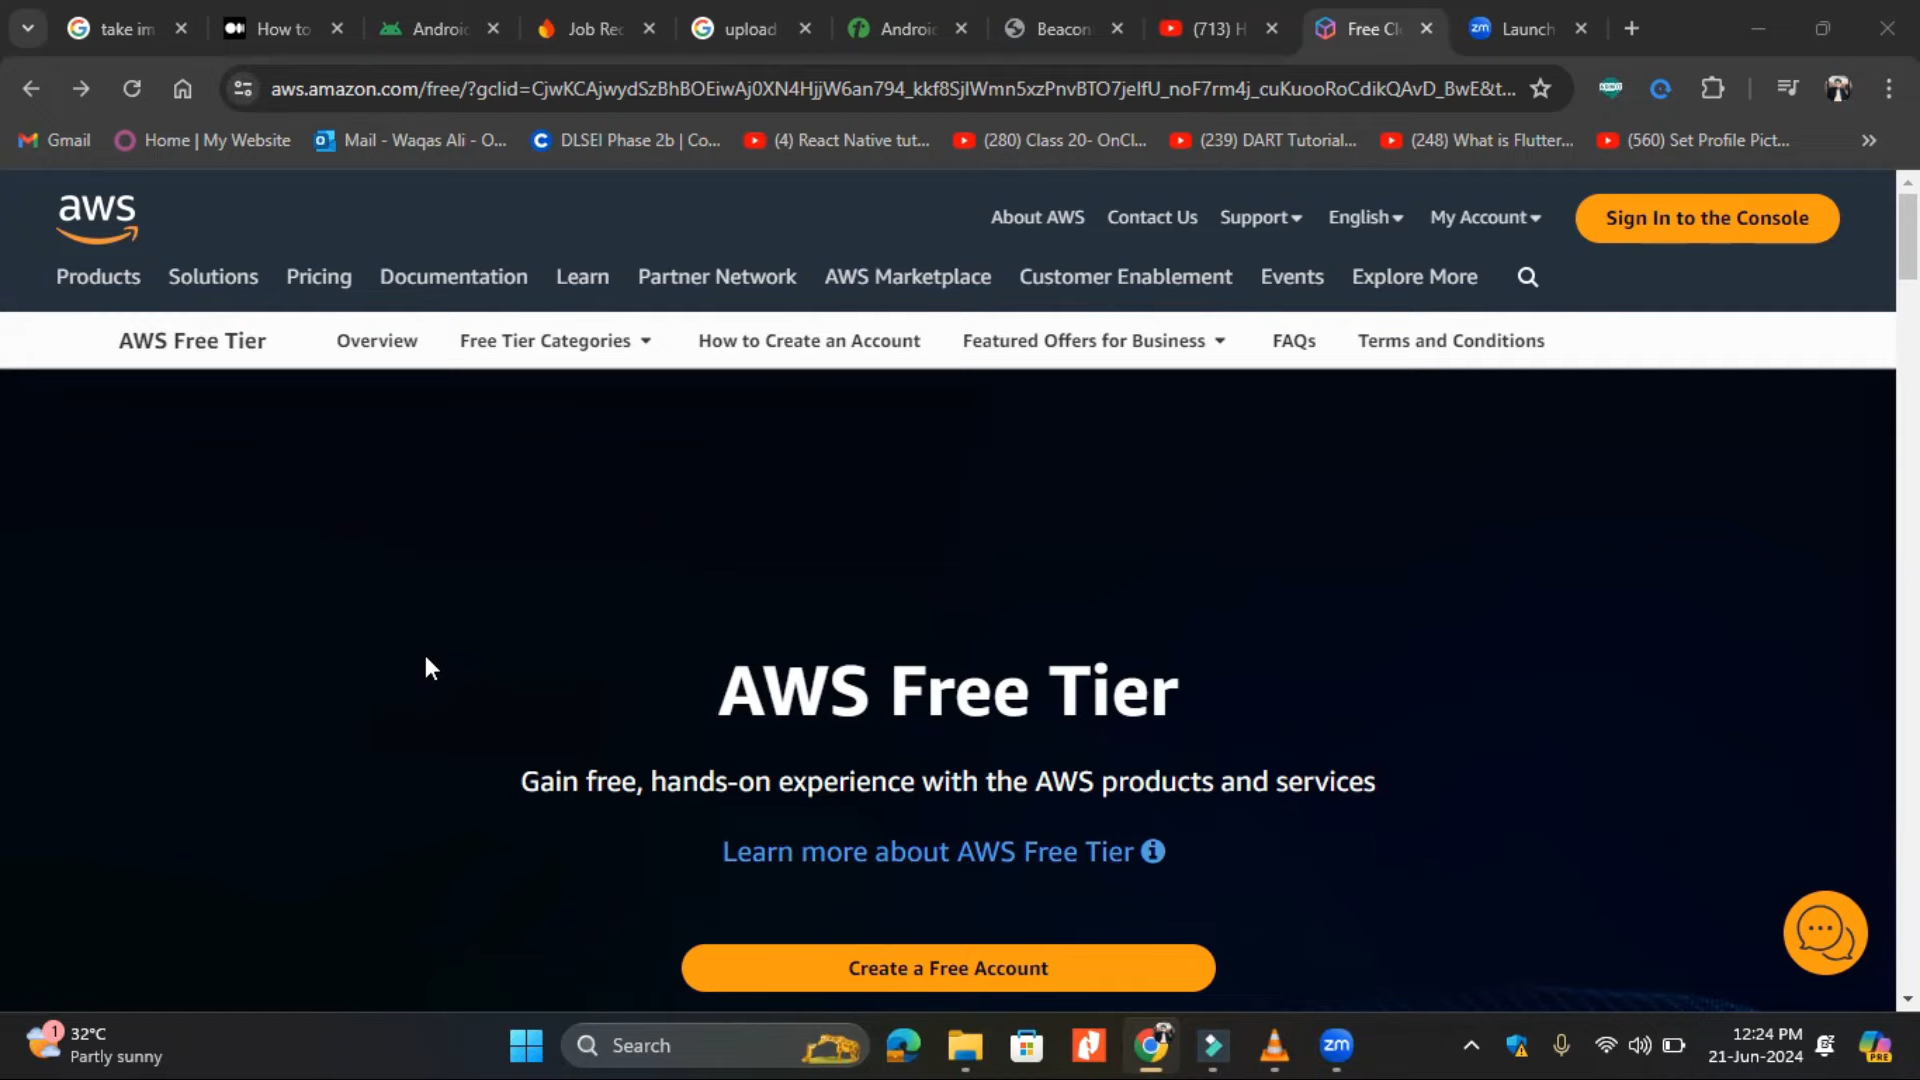 take im
How to
Android
Job Rec
upload
Android
Beacon
(713) H
Free Cl
zm Launch
aws.amazon.com/free/?gclid=CjwKCAjwydSzBhBOEiwAj0XN4HjjW6an794_kkf8SjlWmn5xzPnvBTO7jelfU_noF7rm4j_cuKuooRoCdikQAvD_BwE&t...
Gmail
Home | My Website
Mail - Waqas Ali - O...
DLSEI Phase 2b | Co...
(4) React Native tut...
(280) Class 20- OnCl...
(239) DART Tutorial...
(248) What is Flutter...
(560) Set Profile Pict...
aws
About AWS
Contact Us
Support
English
My Account
Sign In to the Console
Products
Solutions
Pricing
Documentation
Learn
Partner Network
AWS Marketplace
Customer Enablement
Events
Explore More
AWS Free Tier
Overview
Free Tier Categories
How to Create an Account
Featured Offers for Business
FAQs
Terms and Conditions
AWS Free Tier
Gain free, hands-on experience with the AWS products and services
Learn more about AWS Free Tier
Create a Free Account
1
32°C
Partly sunny
Search
zm
12:24 PM
21-Jun-2024
PRE